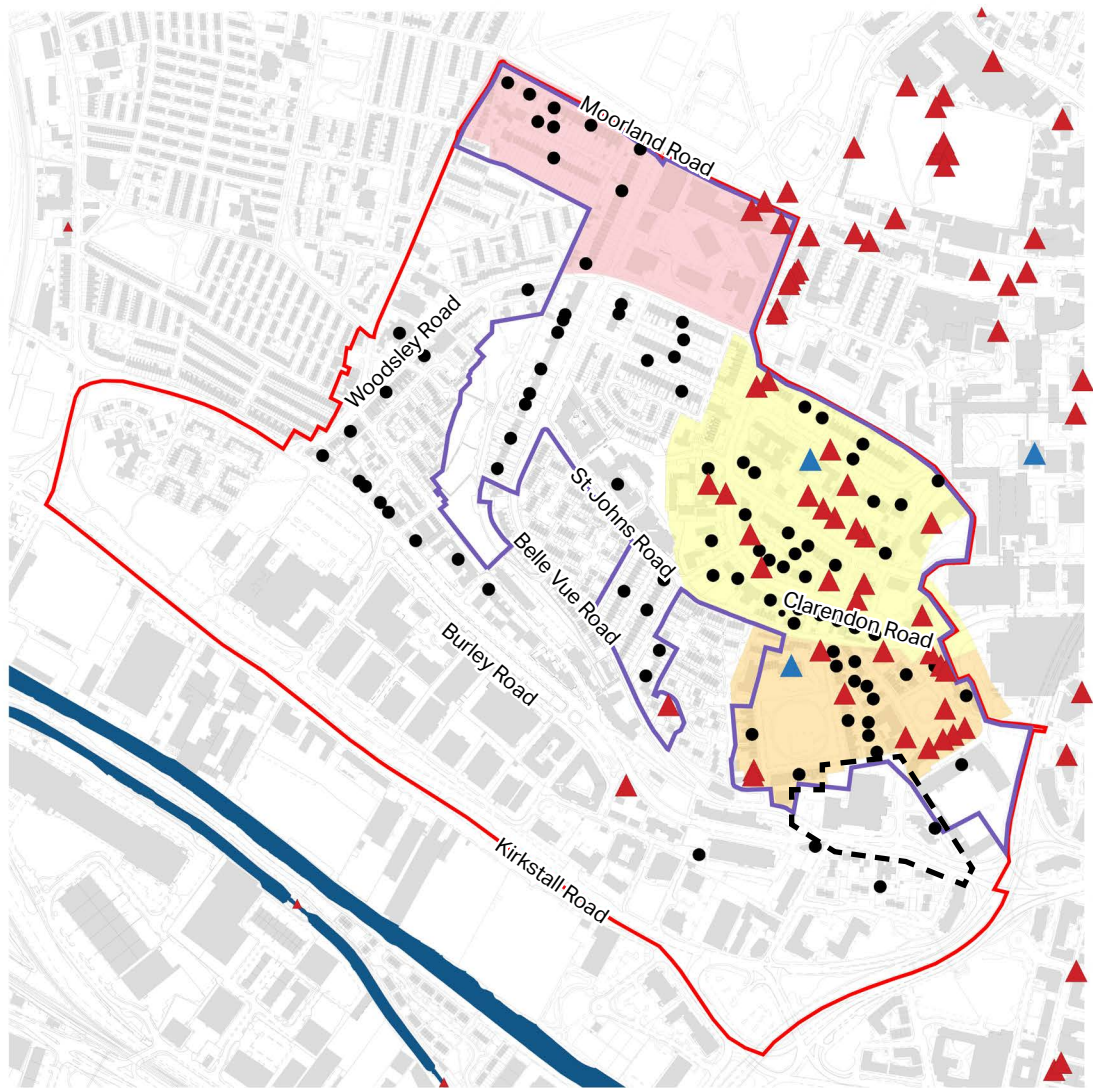 Moorland Road
Woodsley Road
St Johns Road
Belle Vue Road
Clarendon Road
Burley Road
Kirkstall Road